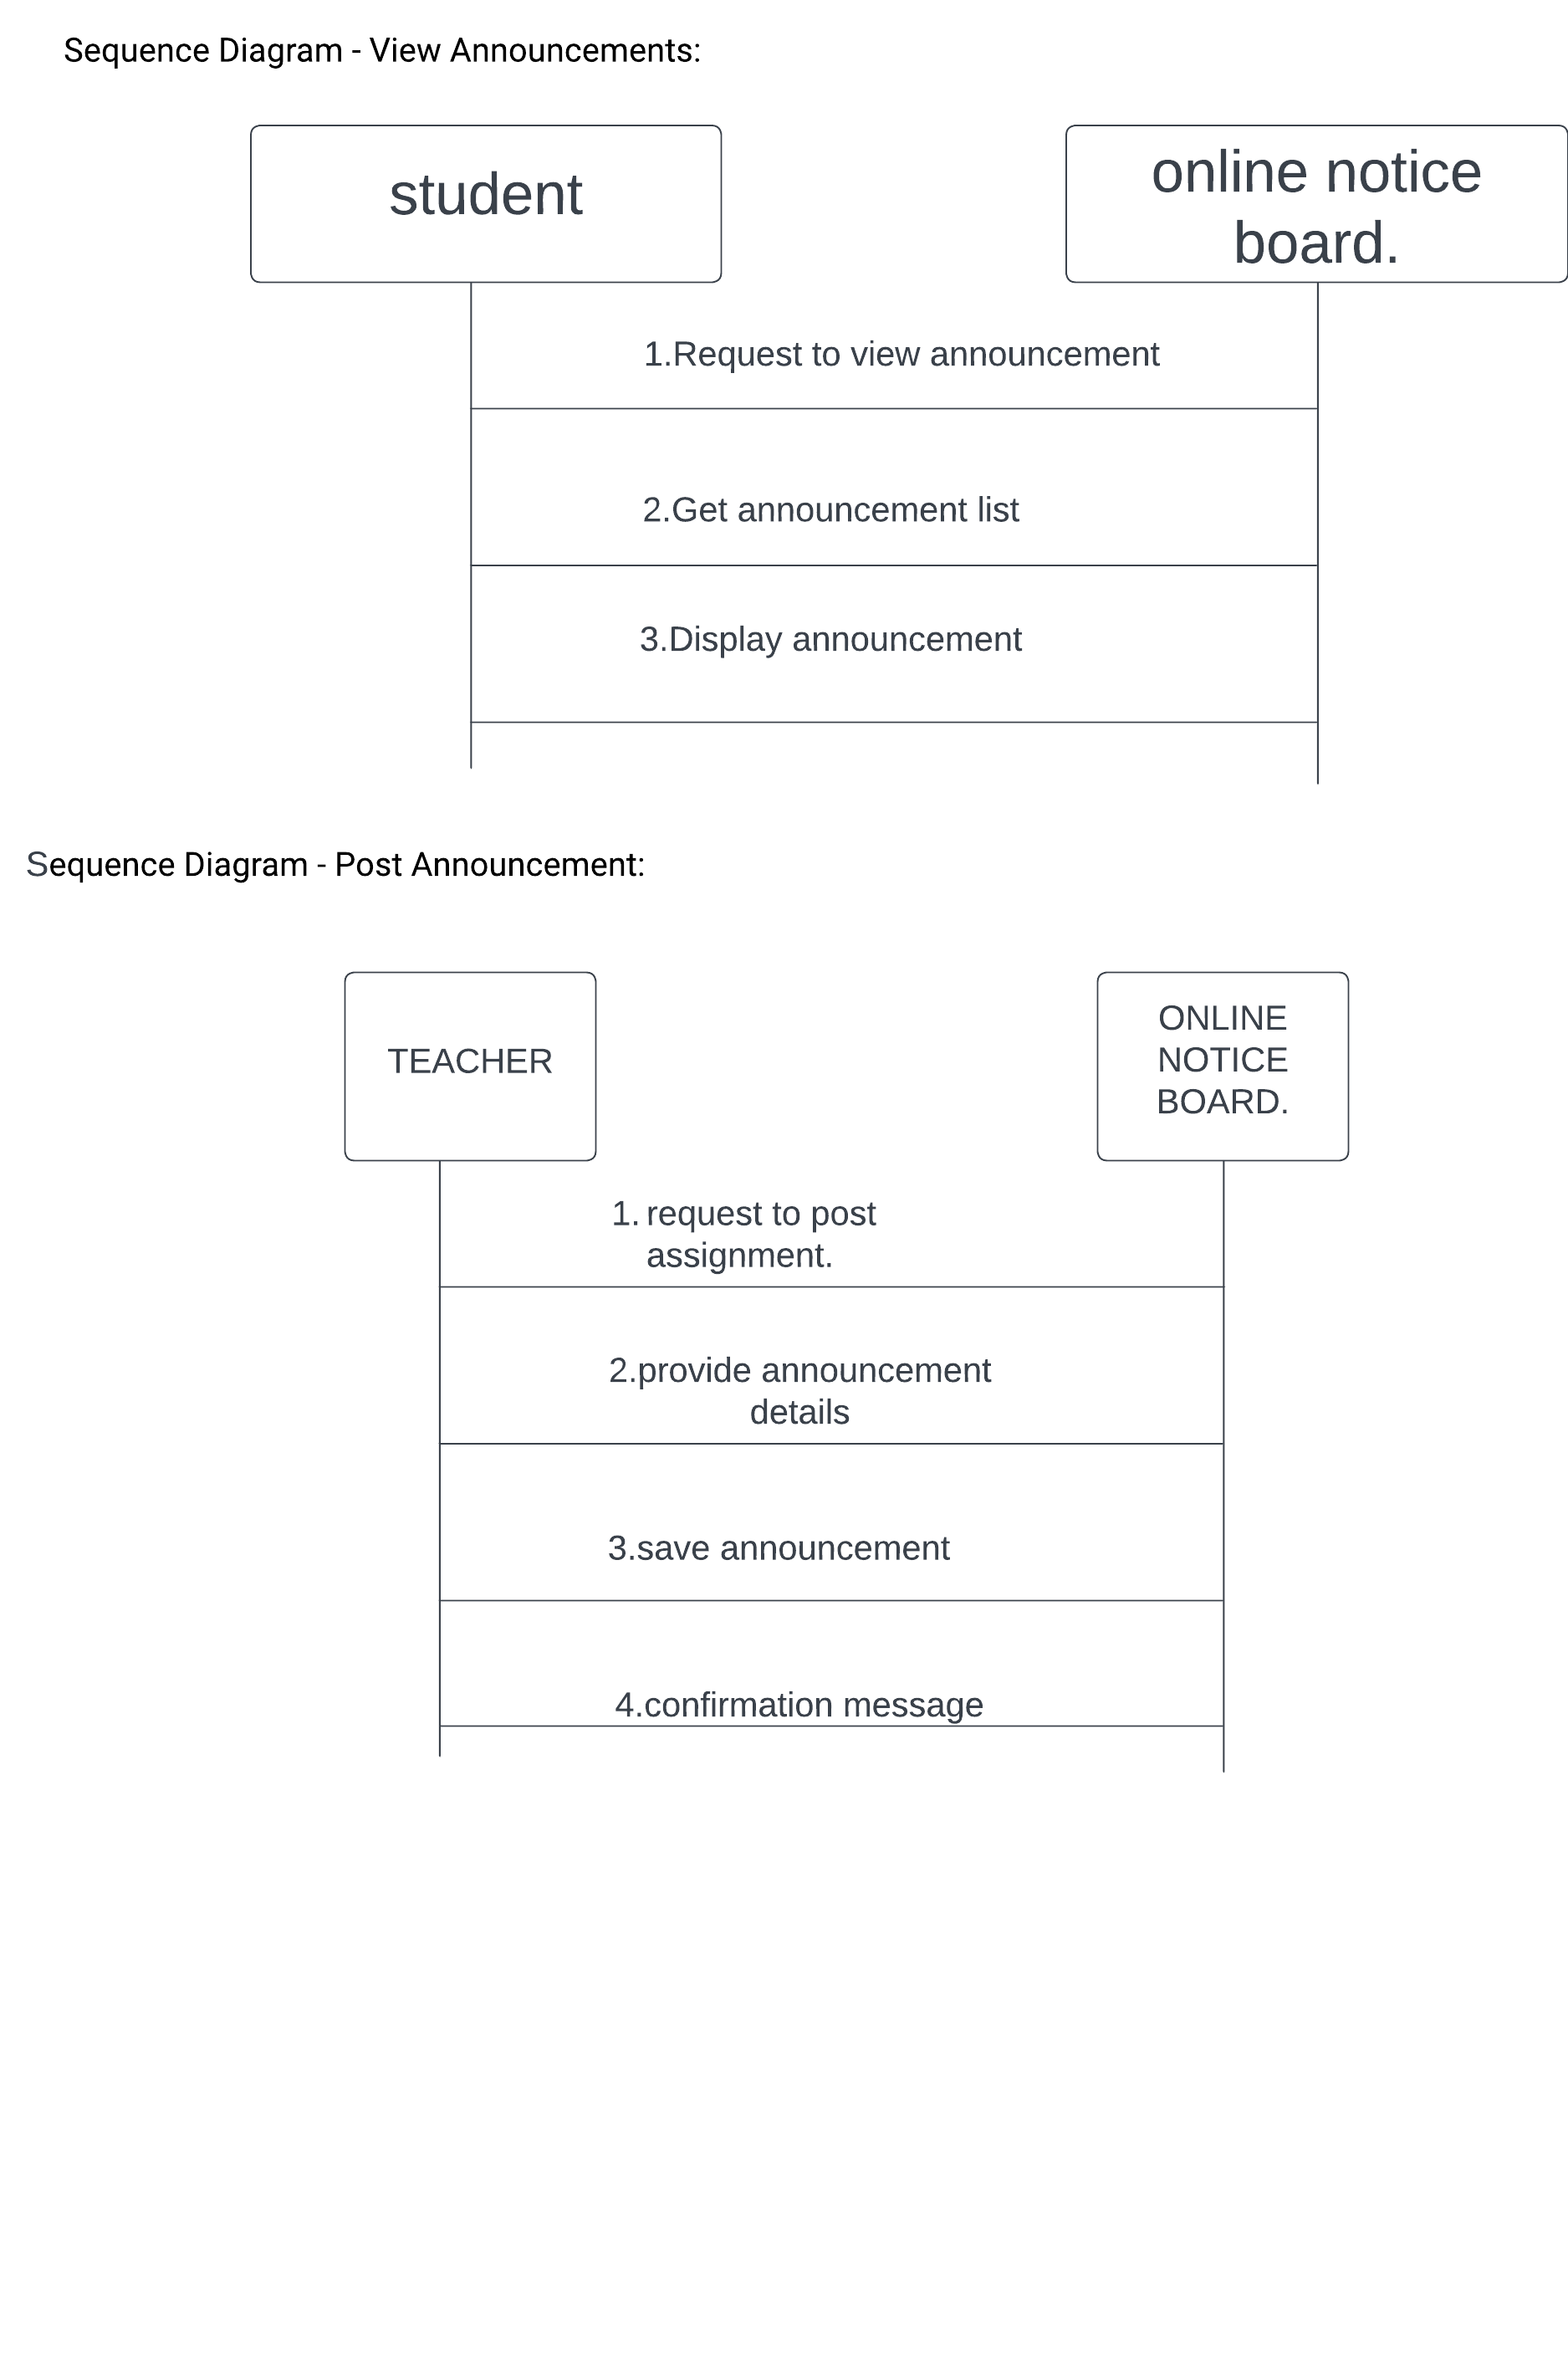 Sequence Diagram - View Announcements:
student
online notice
board.
1.Request to view announcement
2.Get announcement list
3.Display announcement
Sequence Diagram - Post Announcement:
TEACHER
ONLINE
NOTICE
BOARD.
1. request to post
assignment.
2.provide announcement
details
3.save announcement
4.confirmation message